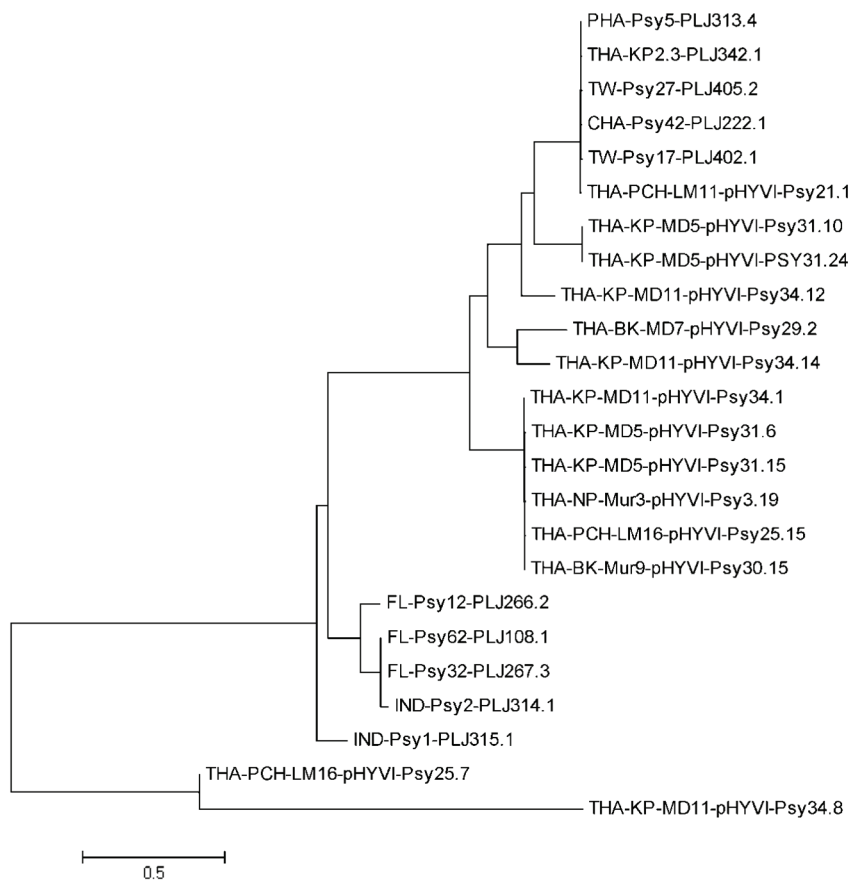 PHA-Psy5-PLJ313.4
THA-KP2.3-PLJ342.1
TW-Psy27-PLJ405.2
CHA-Psy42-PLJ222.1
TW-Psy17-PLJ402.1
THA-PCH-LM11-pHYVI-Psy21.1
THA-KP-MD5-pHYVI-Psy31.10
THA-KP-MD5-pHYVI-PSY31.24
THA-KP-MD11-pHYVI-Psy34.12
THA-BK-MD7-pHYVI-Psy29.2
THA-KP-MD11-pHYVI-Psy34.14
THA-KP-MD11-pHYVI-Psy34.1
THA-KP-MD5-pHYVI-Psy31.6
THA-KP-MD5-pHYVI-Psy31.15
THA-NP-Mur3-pHYVI-Psy3.19
THA-PCH-LM16-pHYVI-Psy25.15
THA-BK-Mur9-pHYVI-Psy30.15
FL-Psy12-PLJ266.2
FL-Psy62-PLJ108.1
FL-Psy32-PLJ267.3
IND-Psy2-PLJ314.1
IND-Psy1-PLJ315.1
THA-PCH-LM16-pHYVI-Psy25.7
THA-KP-MD11-pHYVI-Psy34.8
0.5